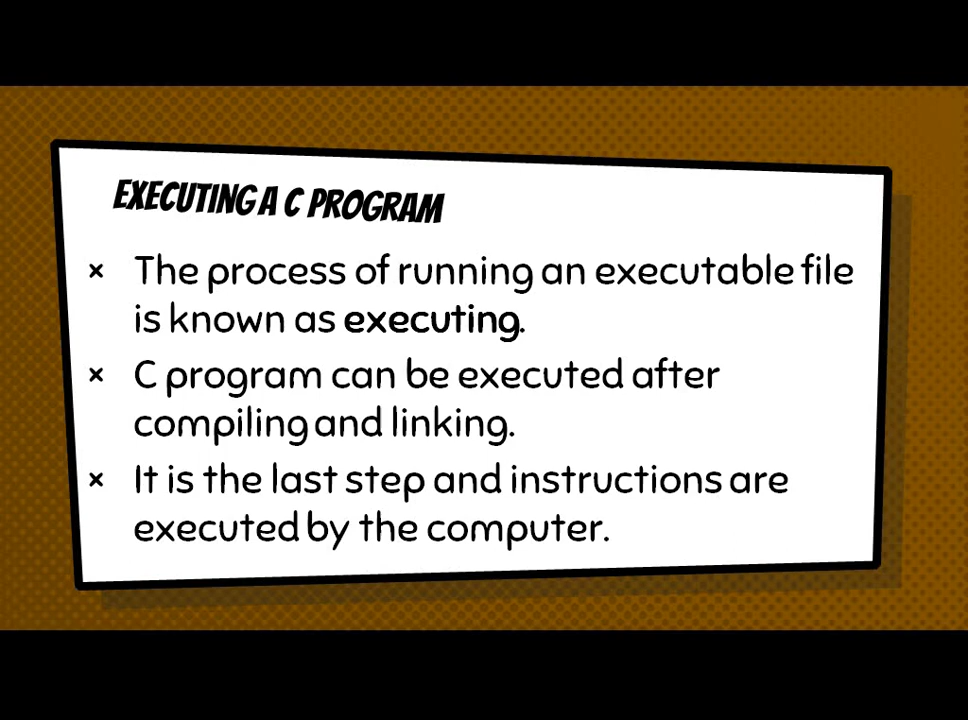 EXECUTING A C PROGRAM
× The process of running an executable file
is known as executing.
× C program can be executed after
compiling and linking.
× It is the last step and instructions are
executed by the computer.